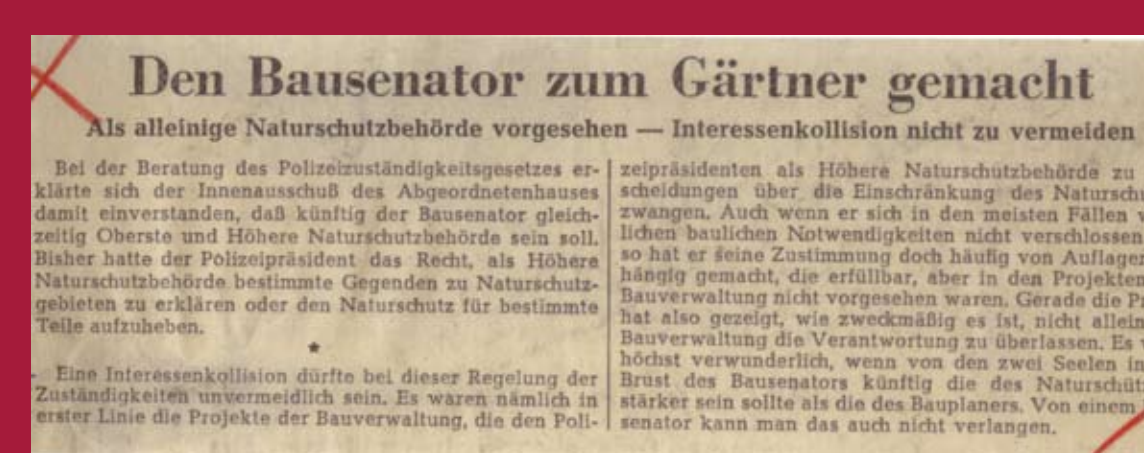 Den Bausenator zum Gärtner gemacht
Als alleinige Naturschutzbehörde vorgesehen — Interessenkollision nicht zu vermeiden
Bei der Beratung des Polizeizuständigkeitsgesetzes er-
klärte sich der Innenausschuß des Abgeordnetenhauses
damit einverstanden, daß künftig der Bausenator gleich-
zeitig Oberste und Höhere Naturschutzbehörde sein soll.
Bisher hatte der Polizeipräsident das Recht, als Höhere
Naturschutzbehörde bestimmte Gegenden zu Naturschutz-
gebieten zu erklären oder den Naturschutz für bestimmte
Teile aufzuheben.
★
Eine Interessenkollision dürfte bei dieser Regelung der
Zuständigkeiten unvermeidlich sein. Es waren nämlich in
erster Linie die Projekte der Bauverwaltung, die den Poli-
zeipräsidenten als Höhere Naturschutzbehörde zu
scheidungen über die Einschränkung des Naturschu
zwangen. Auch wenn er sich in den meisten Fällen
lichen baulichen Notwendigkeiten nicht verschlossen
so hat er seine Zustimmung doch häufig von Auflagen
hängig gemacht, die erfüllbar, aber in den Projekten
Bauverwaltung nicht vorgesehen waren. Gerade die P
hat also gezeigt, wie zweckmäßig es ist, nicht allein
Bauverwaltung die Verantwortung zu überlassen. Es
höchst verwunderlich, wenn von den zwei Seelen in
Brust des Bausenators künftig die des Naturschüt
stärker sein sollte als die des Bauplaners. Von einem
senator kann man das auch nicht verlangen.